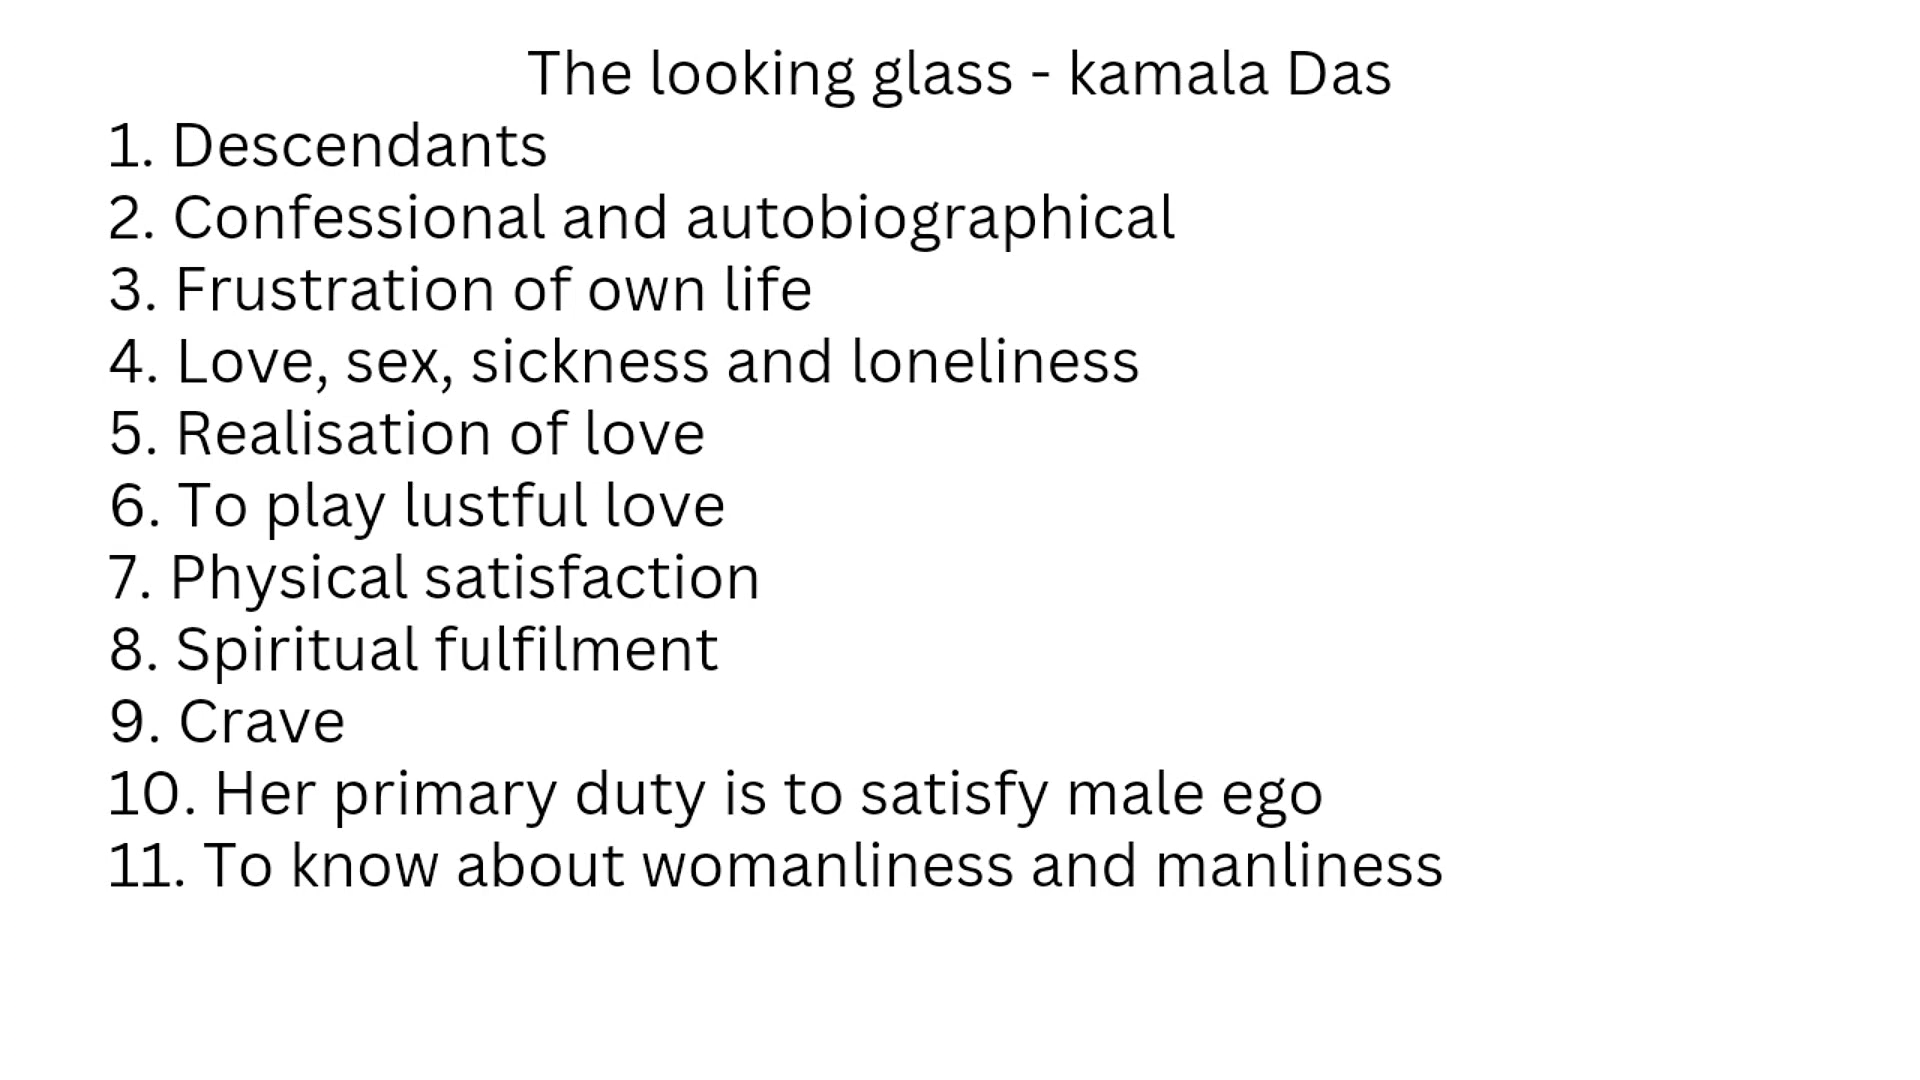 The looking glass - kamala Das
1. Descendants
2. Confessional and autobiographical
3. Frustration of own life
4. Love, sex, sickness and loneliness
5. Realisation of love
6. To play lustful love
7. Physical satisfaction
8. Spiritual fulfilment
9. Crave
10. Her primary duty is to satisfy male ego
11. To know about womanliness and manliness